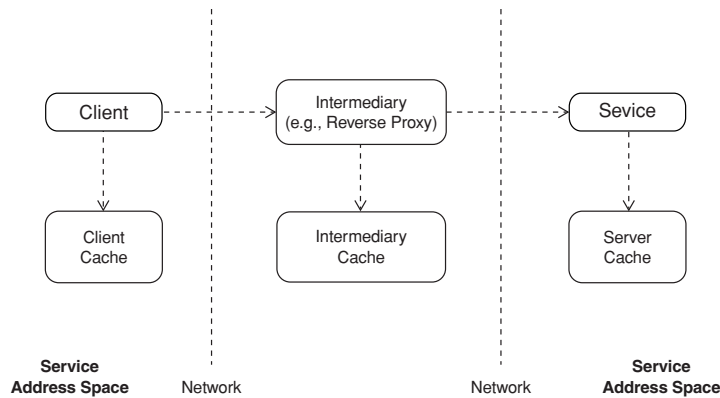 Client
Intermediary
(e.g., Reverse Proxy)
Sevice
Client
Cache
Intermediary
Cache
Server
Cache
Service
Address Space
Network
Network
Service
Address Space